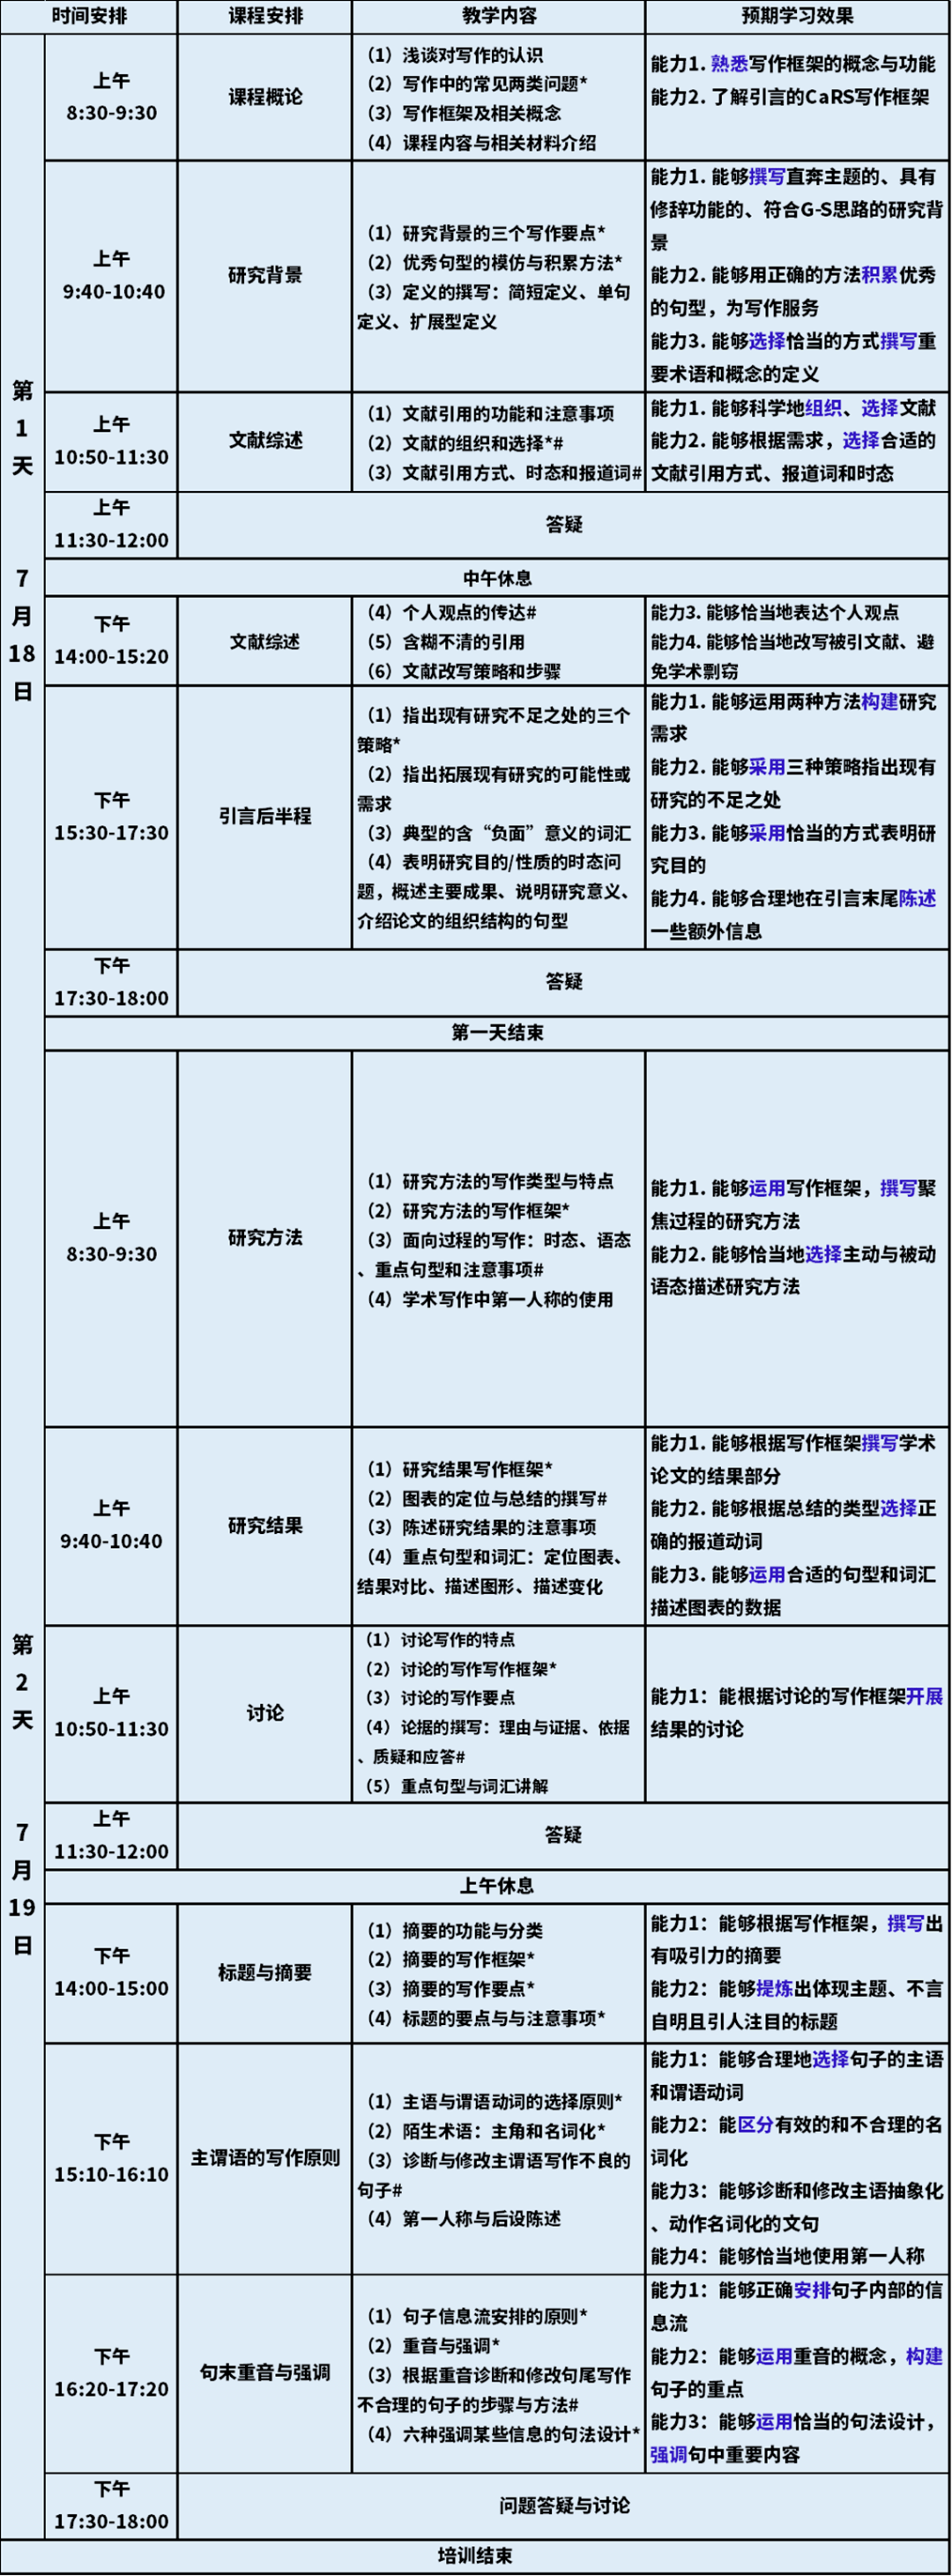 时间安排
课程安排
教学内容
预期学习效果
第
1
天
7
月
18
日
上午
8:30-9:30
课程概论
（1）浅谈对写作的认识
（2）写作中的常见两类问题*
（3）写作框架及相关概念
（4）课程内容与相关材料介绍
能力1. 熟悉写作框架的概念与功能
能力2. 了解引言的CaRS写作框架
上午
9:40-10:40
研究背景
（1）研究背景的三个写作要点*
（2）优秀句型的模仿与积累方法*
（3）定义的撰写：简短定义、单句
定义、扩展型定义
能力1. 能够撰写直奔主题的、具有
修辞功能的、符合G-S思路的研究背
景
能力2. 能够用正确的方法积累优秀
的句型，为写作服务
能力3. 能够选择恰当的方式撰写重
要术语和概念的定义
上午
10:50-11:30
文献综述
（1）文献引用的功能和注意事项
（2）文献的组织和选择*#
（3）文献引用方式、时态和报道词#
能力1. 能够科学地组织、选择文献
能力2. 能够根据需求，选择合适的
文献引用方式、报道词和时态
上午
11:30-12:00
答疑
中午休息
下午
14:00-15:20
文献综述
（4）个人观点的传达#
（5）含糊不清的引用
（6）文献改写策略和步骤
能力3. 能够恰当地表达个人观点
能力4. 能够恰当地改写被引文献、避
免学术剽窃
下午
15:30-17:30
引言后半程
（1）指出现有研究不足之处的三个
策略*
（2）指出拓展现有研究的可能性或
需求
（3）典型的含“负面”意义的词汇
（4）表明研究目的/性质的时态问
题，概述主要成果、说明研究意义、
介绍论文的组织结构的句型
能力1. 能够运用两种方法构建研究
需求
能力2. 能够采用三种策略指出现有
研究的不足之处
能力3. 能够采用恰当的方式表明研
究目的
能力4. 能够合理地在引言末尾陈述
一些额外信息
下午
17:30-18:00
答疑
第一天结束
第
2
天
7
月
19
日
上午
8:30-9:30
研究方法
（1）研究方法的写作类型与特点
（2）研究方法的写作框架*
（3）面向过程的写作：时态、语态
、重点句型和注意事项#
（4）学术写作中第一人称的使用
能力1. 能够运用写作框架，撰写聚
焦过程的研究方法
能力2. 能够恰当地选择主动与被动
语态描述研究方法
上午
9:40-10:40
研究结果
（1）研究结果写作框架*
（2）图表的定位与总结的撰写#
（3）陈述研究结果的注意事项
（4）重点句型和词汇：定位图表、
结果对比、描述图形、描述变化
能力1. 能够根据写作框架撰写学术
论文的结果部分
能力2. 能够根据总结的类型选择正
确的报道动词
能力3. 能够运用合适的句型和词汇
描述图表的数据
上午
10:50-11:30
讨论
（1）讨论写作的特点
（2）讨论的写作写作框架*
（3）讨论的写作要点
（4）论据的撰写：理由与证据、依据
、质疑和应答#
（5）重点句型与词汇讲解
能力1：能根据讨论的写作框架开展
结果的讨论
上午
11:30-12:00
答疑
上午休息
下午
14:00-15:00
标题与摘要
（1）摘要的功能与分类
（2）摘要的写作框架*
（3）摘要的写作要点*
（4）标题的要点与与注意事项*
能力1：能够根据写作框架，撰写出
有吸引力的摘要
能力2：能够提炼出体现主题、不言
自明且引人注目的标题
下午
15:10-16:10
主谓语的写作原则
（1）主语与谓语动词的选择原则*
（2）陌生术语：主角和名词化*
（3）诊断与修改主谓语写作不良的
句子#
（4）第一人称与后设陈述
能力1：能够合理地选择句子的主语
和谓语动词
能力2：能区分有效的和不合理的名
词化
能力3：能够诊断和修改主语抽象化
、动作名词化的文句
能力4：能够恰当地使用第一人称
下午
16:20-17:20
句末重音与强调
（1）句子信息流安排的原则*
（2）重音与强调*
（3）根据重音诊断和修改句尾写作
不合理的句子的步骤与方法#
（4）六种强调某些信息的句法设计*
能力1：能够正确安排句子内部的信
息流
能力2：能够运用重音的概念，构建
句子的重点
能力3：能够运用恰当的句法设计，
强调句中重要内容
下午
17:30-18:00
问题答疑与讨论
培训结束